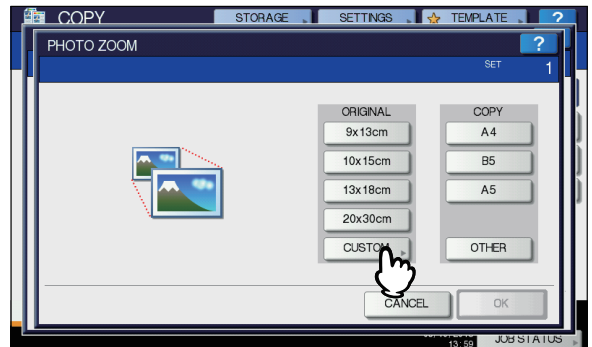 COPY STORAGE SETTINGS TEMPLATE ?
PHOTO ZOOM ?
SET 1
ORIGINAL COPY
9x13cm A4
10x15cm B5
13x18cm A5
20x30cm
CUSTOM OTHER
CANCEL OK
JOB STATUS
13:59